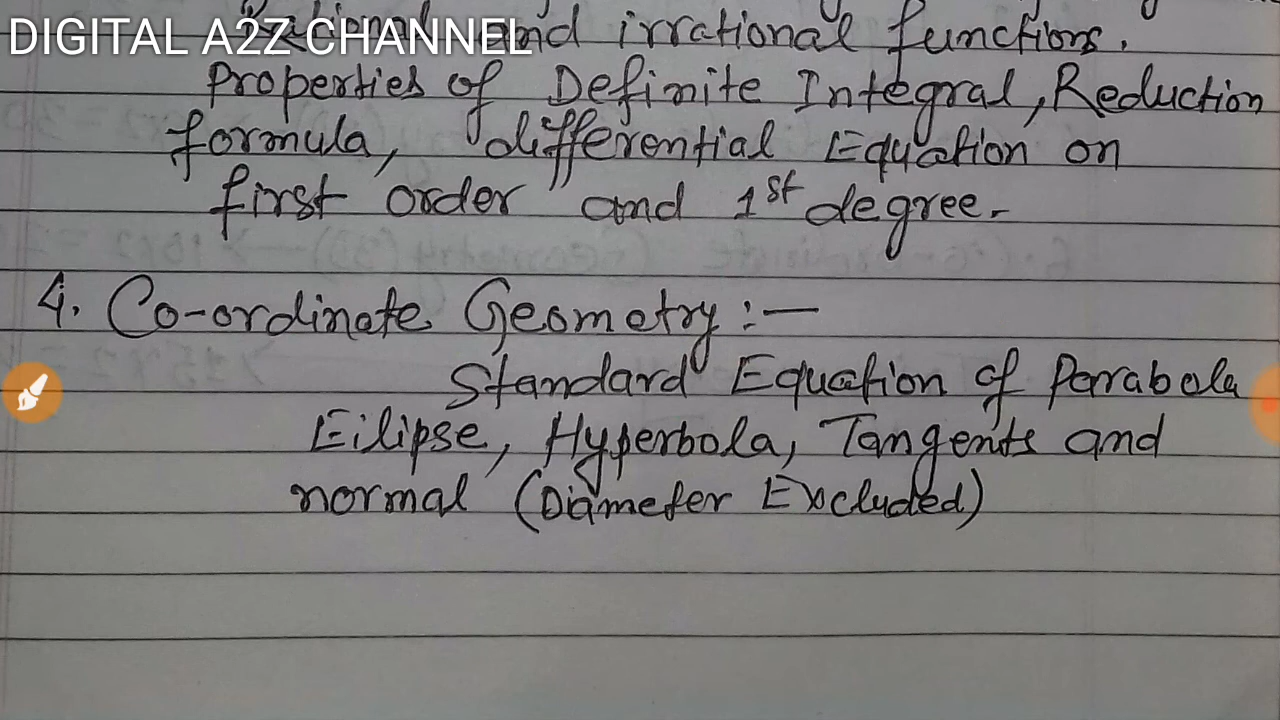 DIGITAL A2Z CHANNEL
and irrational functions.
Properties of Definite Integral, Reduction
formula, differential Equation on
first order and 1st degree.
4. Co-ordinate Geometry :—
Standard Equation of Parabola
Eilipse, Hyperbola, Tangents and
normal (Diameter Excluded)